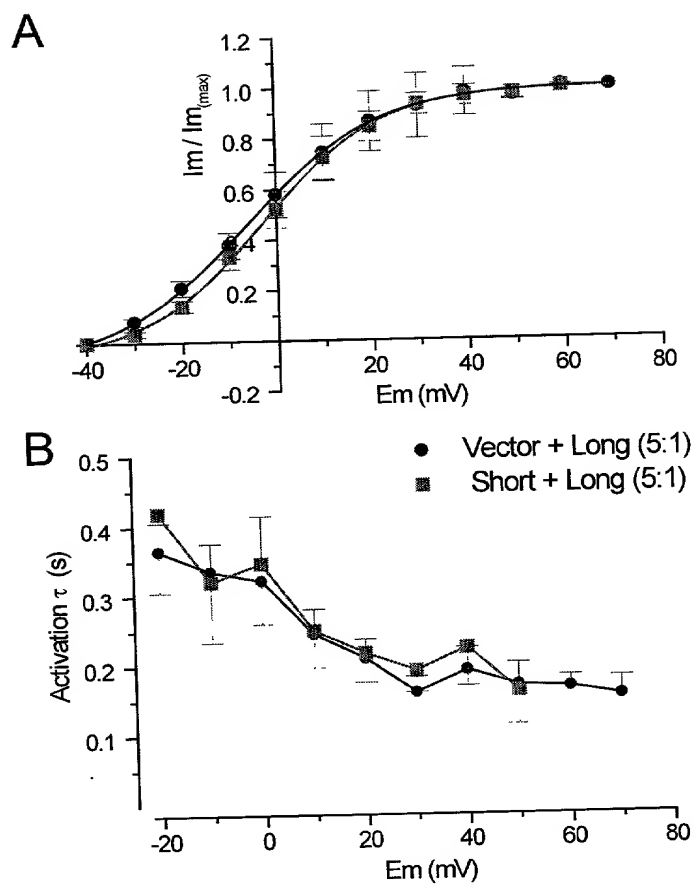 A
1.2
1.0
0.8
0.6
0.4
0.2
-0.2
Im / Im(max)
-40 -20 20 40 60 80
Em (mV)
B
Vector + Long (5:1)
Short + Long (5:1)
0.5
0.4
0.3
0.2
0.1
Activation τ (s)
-20 0 20 40 60 80
Em (mV)